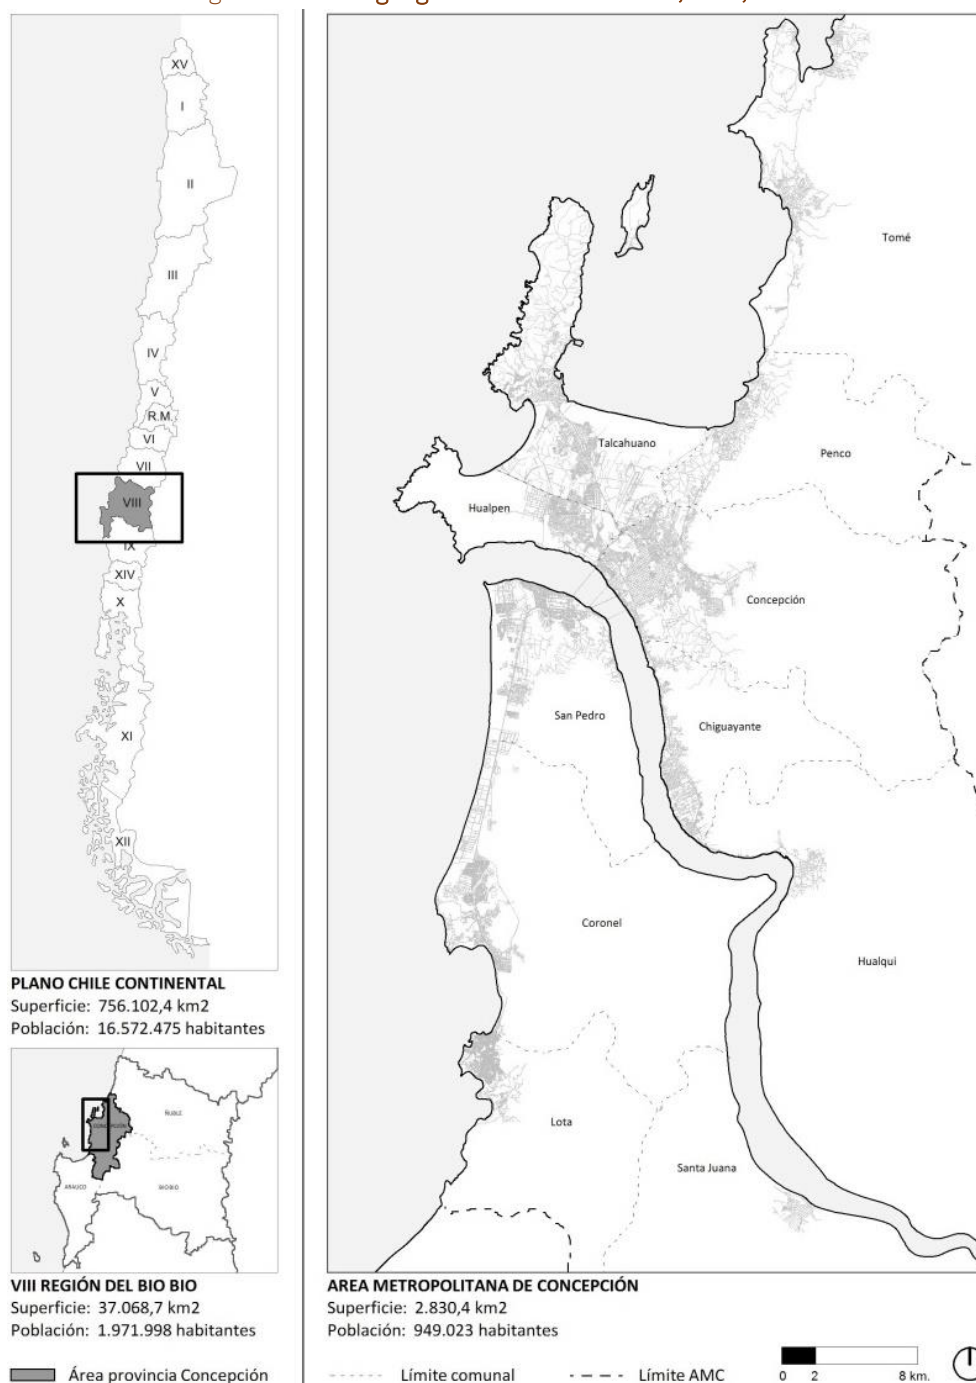 XV
I
II
III
IV
V
R.M.
VI
VII
VIII
IX
XIV
X
XI
XII
PLANO CHILE CONTINENTAL
Superficie: 756.102,4 km2
Población: 16.572.475 habitantes
ÑUBLE
CONCEPCIÓN
ARAUCO
BIOBIO
VIII REGIÓN DEL BIO BIO
Superficie: 37.068,7 km2
Población: 1.971.998 habitantes
Área provincia Concepción
Tomé
Talcahuano
Penco
Hualpen
Concepción
San Pedro
Chiguayante
Coronel
Hualqui
Lota
Santa Juana
AREA METROPOLITANA DE CONCEPCIÓN
Superficie: 2.830,4 km2
Población: 949.023 habitantes
Límite comunal
Límite AMC
0 2 8 km.